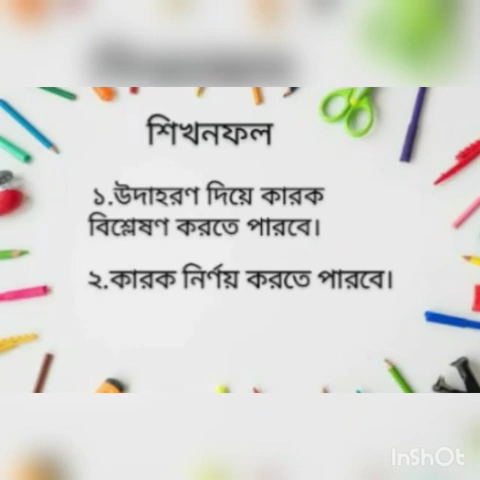 শিখনফল
১.উদাহরণ দিয়ে কারক
বিশ্লেষণ করতে পারবে।
২.কারক নির্ণয় করতে পারবে।
InShOt